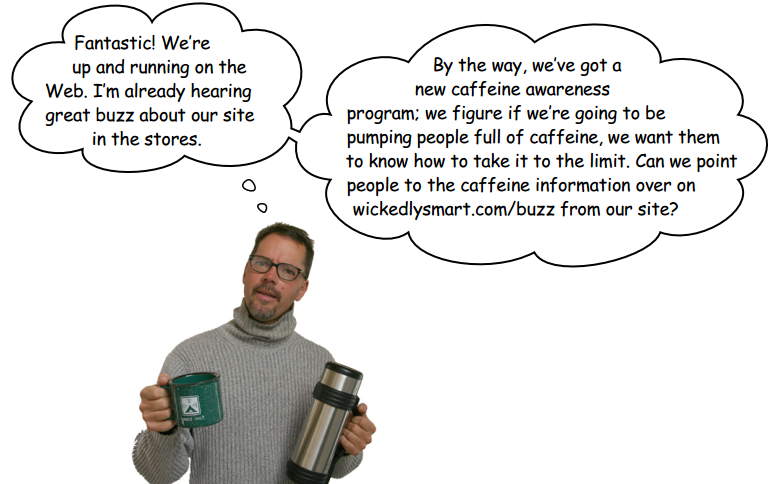 Fantastic! We're
up and running on the
Web. I'm already hearing
great buzz about our site
in the stores.
By the way, we've got a
new caffeine awareness
program; we figure if we're going to be
pumping people full of caffeine, we want them
to know how to take it to the limit. Can we point
people to the caffeine information over on
wickedlysmart.com/buzz from our site?